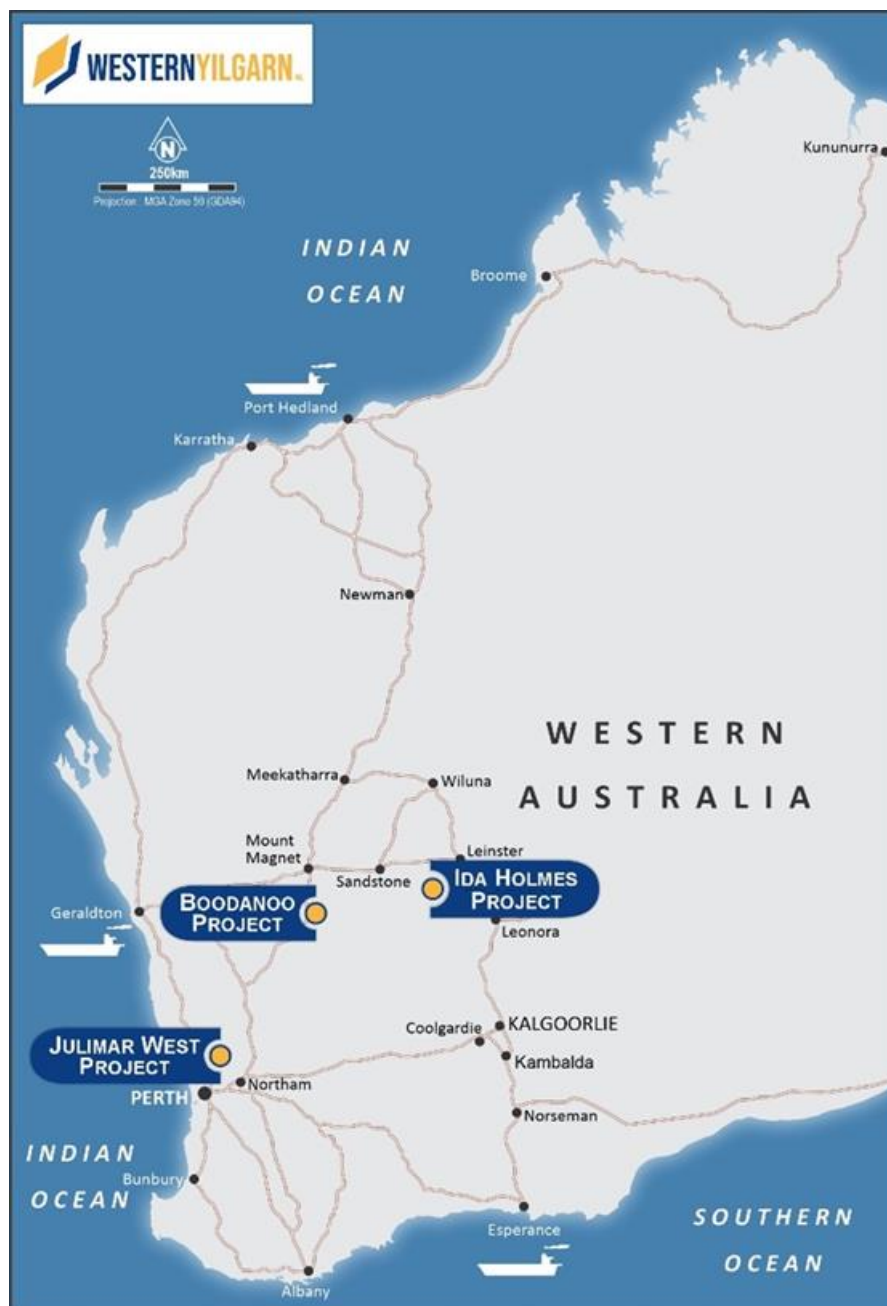 WESTERNYILGARN
N
250km
Projection: MGA Zone 50 (GDA94)
Kununurra
INDIAN
OCEAN
Broome
Port Hedland
Karratha
Newman
WESTERN
AUSTRALIA
Meekatharra
Wiluna
Mount
Magnet
Leinster
Sandstone
IDA HOLMES
PROJECT
BOODANOO
PROJECT
Geraldton
Leonora
KALGOORLIE
Coolgardie
Kambalda
JULIMAR WEST
PROJECT
Northam
PERTH
Norseman
INDIAN
OCEAN
Bunbury
Esperance
SOUTHERN
OCEAN
Albany